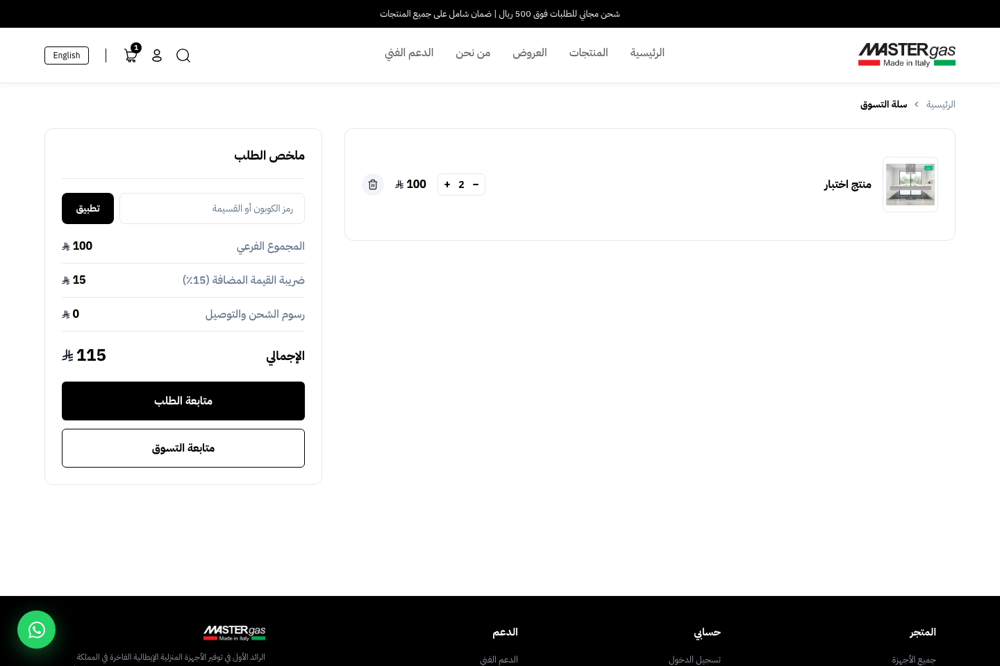 شحن مجاني للطلبات فوق 500 ريال | ضمان شامل على جميع المنتجات
MASTERgas
Made in Italy
الرئيسية
المنتجات
العروض
من نحن
الدعم الفني
1
English
الرئيسية
سلة التسوق
منتج اختبار
− 2 +
100
ملخص الطلب
رمز الكوبون أو القسيمة
تطبيق
المجموع الفرعي 100
ضريبة القيمة المضافة (15٪) 15
رسوم الشحن والتوصيل 0
الإجمالي 115
متابعة الطلب
متابعة التسوق
المتجر
جميع الأجهزة
حسابي
تسجيل الدخول
الدعم
الدعم الفني
MASTERgas
Made in Italy
الرائد الأول في توفير الأجهزة المنزلية الإيطالية الفاخرة في المملكة